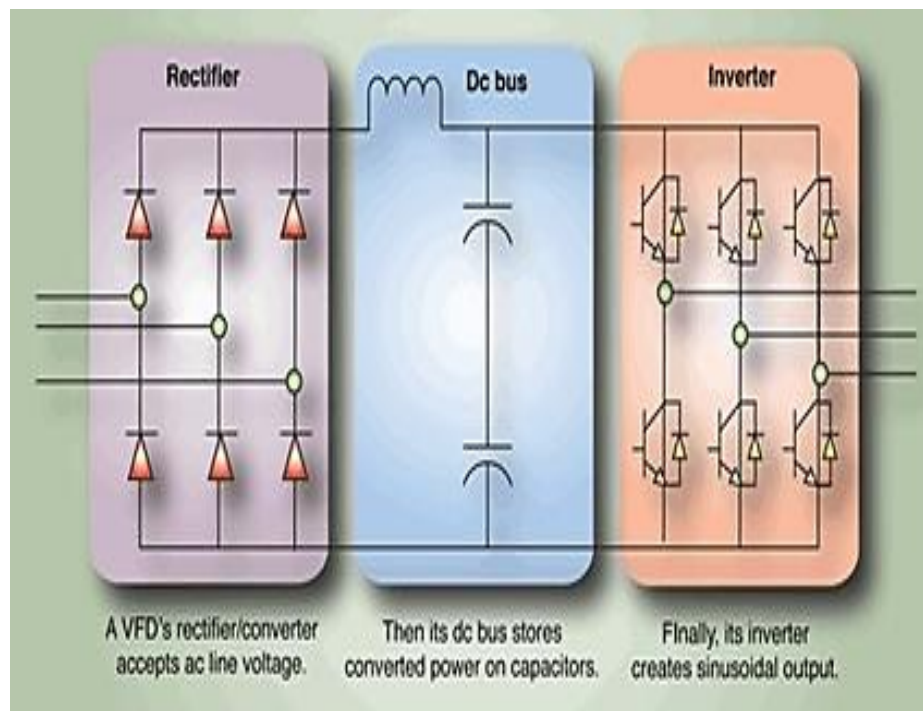 Rectifier
Dc bus
Inverter
A VFD's rectifier/converter
accepts ac line voltage.
Then its dc bus stores
converted power on capacitors.
FInally, its inverter
creates sinusoidal output.